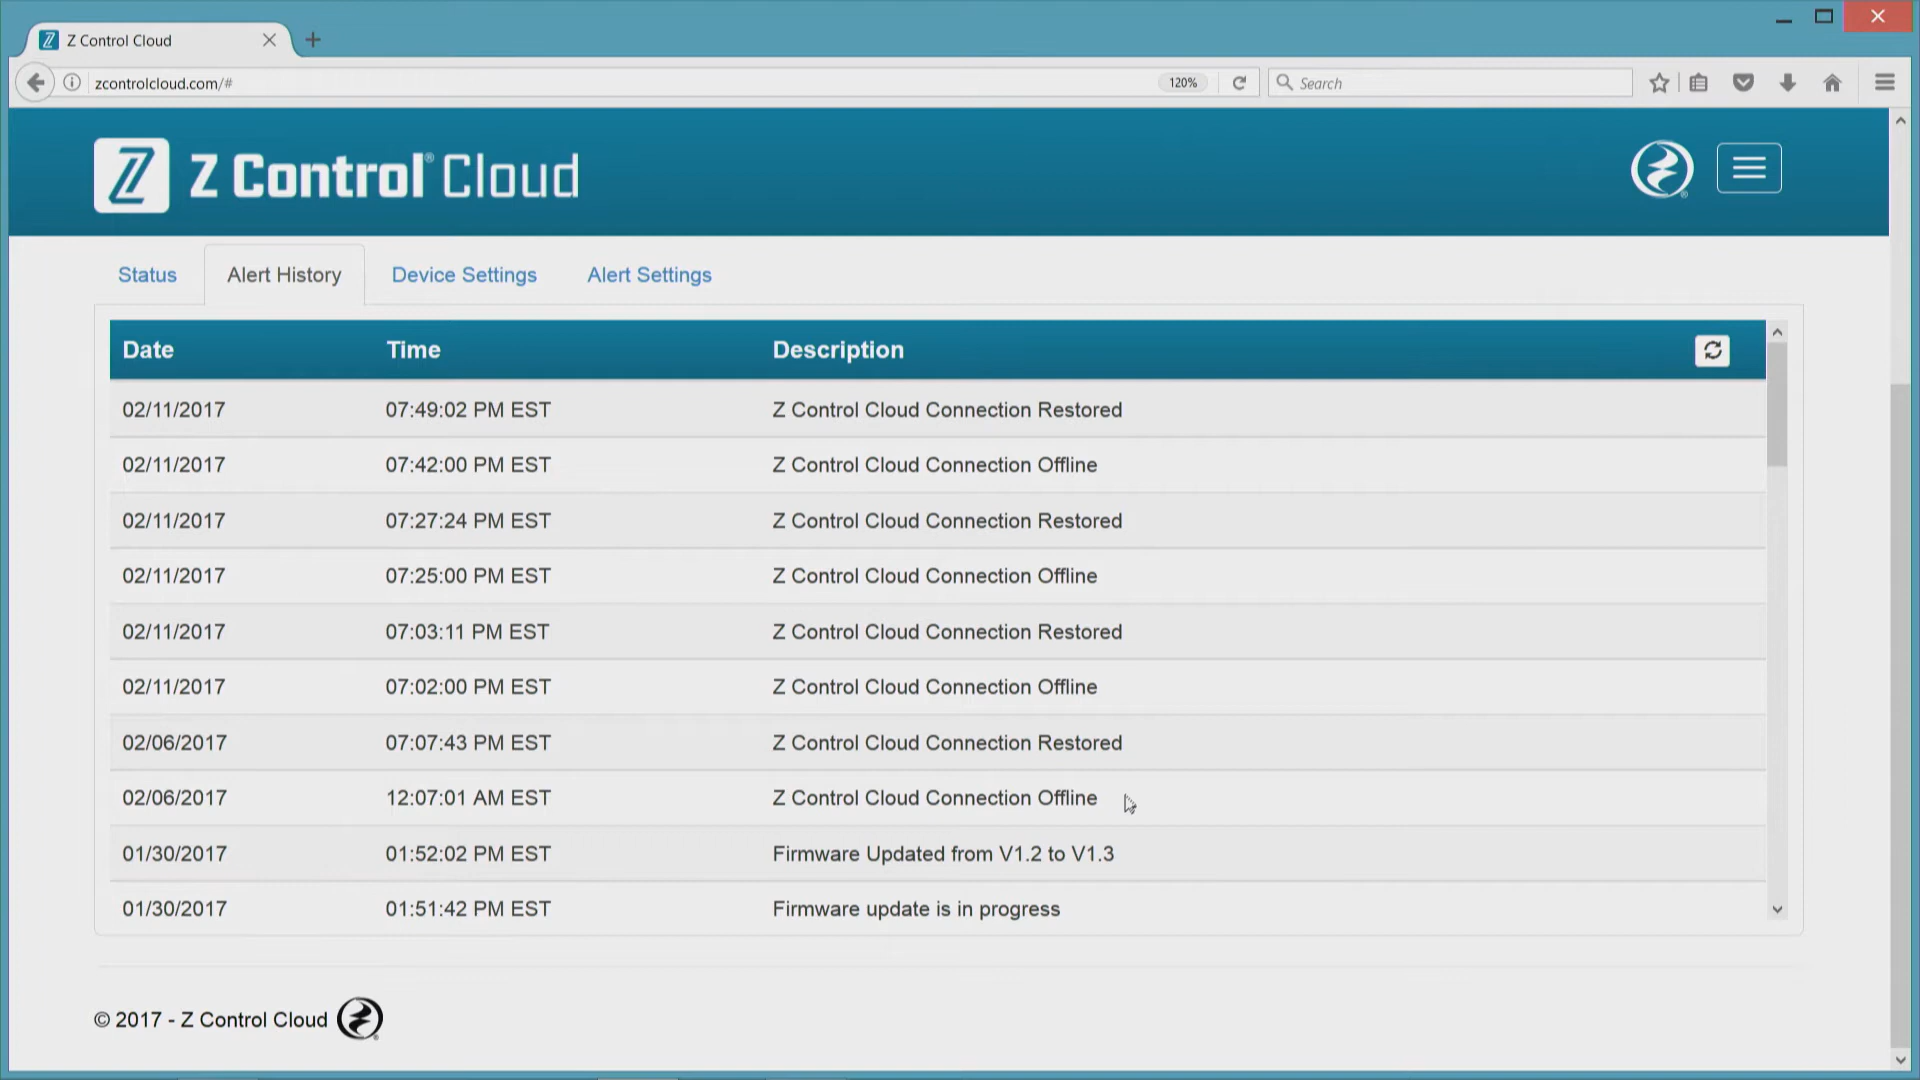 Z Control Cloud
zcontrolcloud.com/#
120%
Search
Z Control® Cloud
Status
Alert History
Device Settings
Alert Settings
Date Time Description
02/11/2017 07:49:02 PM EST Z Control Cloud Connection Restored
02/11/2017 07:42:00 PM EST Z Control Cloud Connection Offline
02/11/2017 07:27:24 PM EST Z Control Cloud Connection Restored
02/11/2017 07:25:00 PM EST Z Control Cloud Connection Offline
02/11/2017 07:03:11 PM EST Z Control Cloud Connection Restored
02/11/2017 07:02:00 PM EST Z Control Cloud Connection Offline
02/06/2017 07:07:43 PM EST Z Control Cloud Connection Restored
02/06/2017 12:07:01 AM EST Z Control Cloud Connection Offline
01/30/2017 01:52:02 PM EST Firmware Updated from V1.2 to V1.3
01/30/2017 01:51:42 PM EST Firmware update is in progress
© 2017 - Z Control Cloud